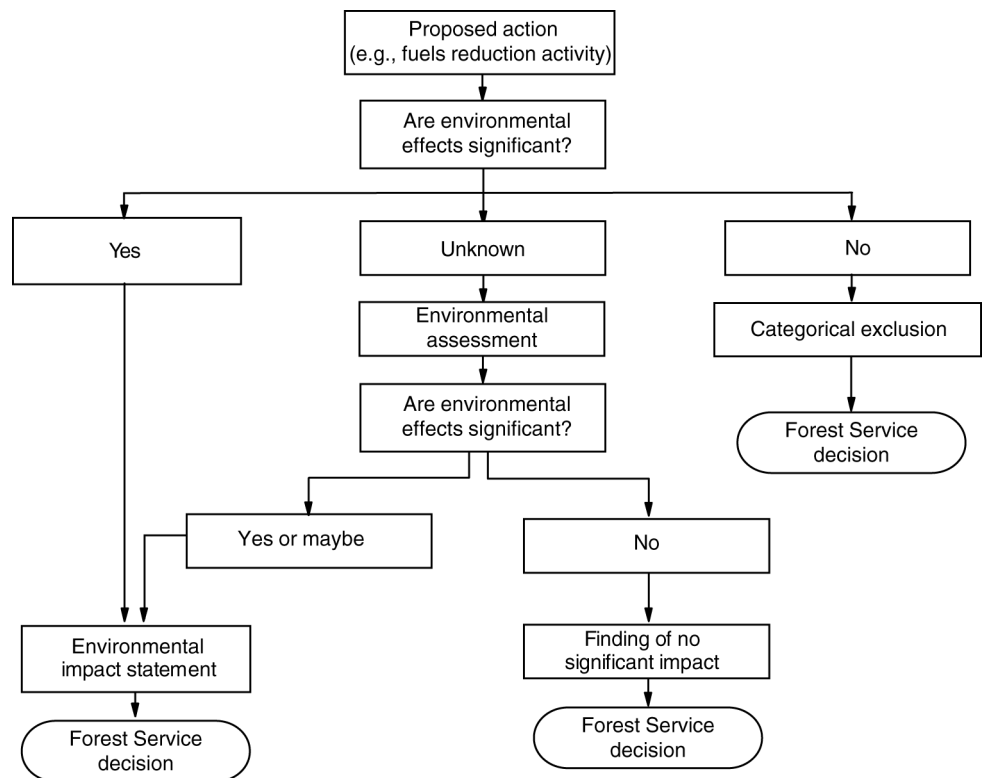 Proposed action
(e.g., fuels reduction activity)
Are environmental
effects significant?
Yes
Unknown
No
Environmental
assessment
Categorical exclusion
Are environmental
effects significant?
Forest Service
decision
Yes or maybe
No
Environmental
impact statement
Finding of no
significant impact
Forest Service
decision
Forest Service
decision